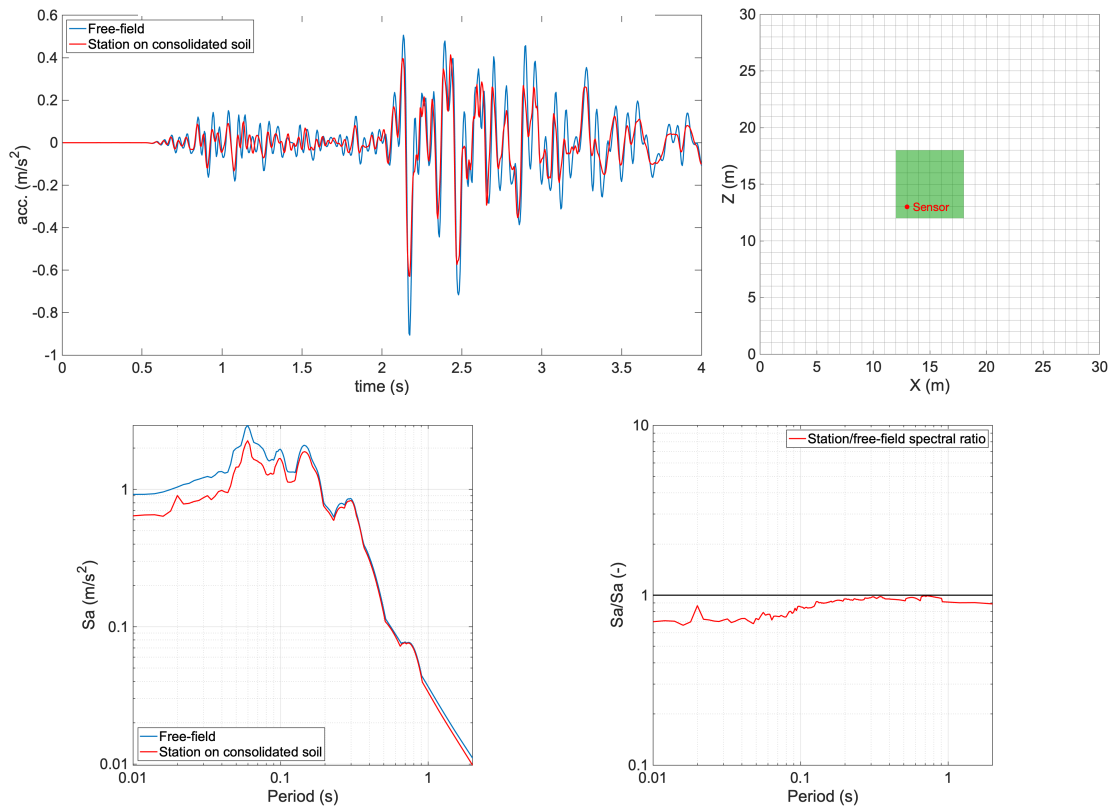 Free-field
Station on consolidated soil
0.6
0.4
0.2
0
-0.2
-0.4
-0.6
-0.8
-1
acc. (m/s²)
0 0.5 1 1.5 2 2.5 3 3.5 4
time (s)
30
25
20
15
10
5
0
Z (m)
Sensor
0 5 10 15 20 25 30
X (m)
1
0.1
0.01
Sa (m/s²)
Free-field
Station on consolidated soil
0.01 0.1 1
Period (s)
Station/free-field spectral ratio
10
1
0.1
Sa/Sa (-)
0.01 0.1 1
Period (s)